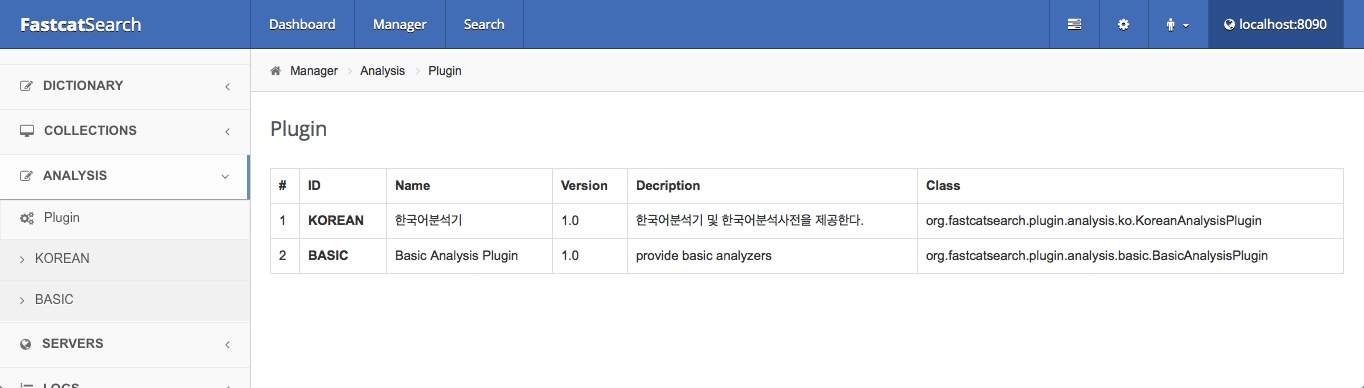 FastcatSearch Dashboard Manager Search localhost:8090
Manager Analysis Plugin
DICTIONARY
COLLECTIONS
ANALYSIS
Plugin
KOREAN
BASIC
SERVERS
LOGS
Plugin
# ID Name Version Decription Class
1 KOREAN 한국어분석기 1.0 한국어분석기 및 한국어분석사전을 제공한다. org.fastcatsearch.plugin.analysis.ko.KoreanAnalysisPlugin
2 BASIC Basic Analysis Plugin 1.0 provide basic analyzers org.fastcatsearch.plugin.analysis.basic.BasicAnalysisPlugin